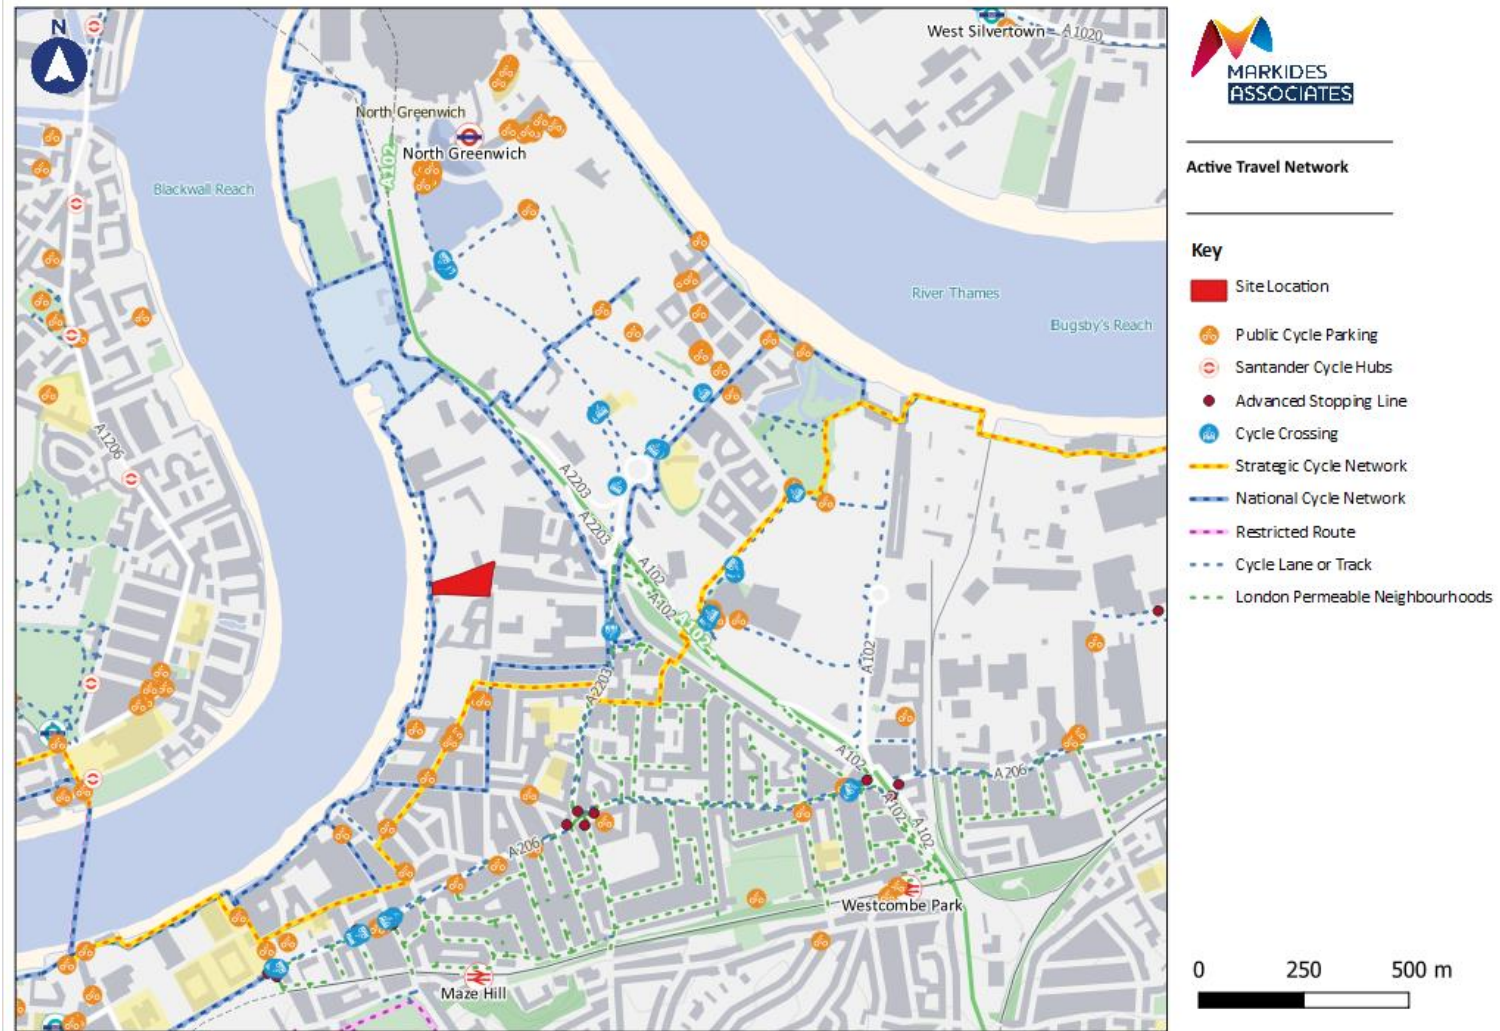 N
West Silvertown
A1020
North Greenwich
North Greenwich
A102
Blackwall Reach
River Thames
Bugsby's Reach
A1206
A2203
A2203
A102
A102
A102
A102
A2203
A102
A206
A102
A102
A206
Westcombe Park
Maze Hill
MARKIDES
ASSOCIATES
Active Travel Network
Key
Site Location
Public Cycle Parking
Santander Cycle Hubs
Advanced Stopping Line
Cycle Crossing
Strategic Cycle Network
National Cycle Network
Restricted Route
Cycle Lane or Track
London Permeable Neighbourhoods
0 250 500 m